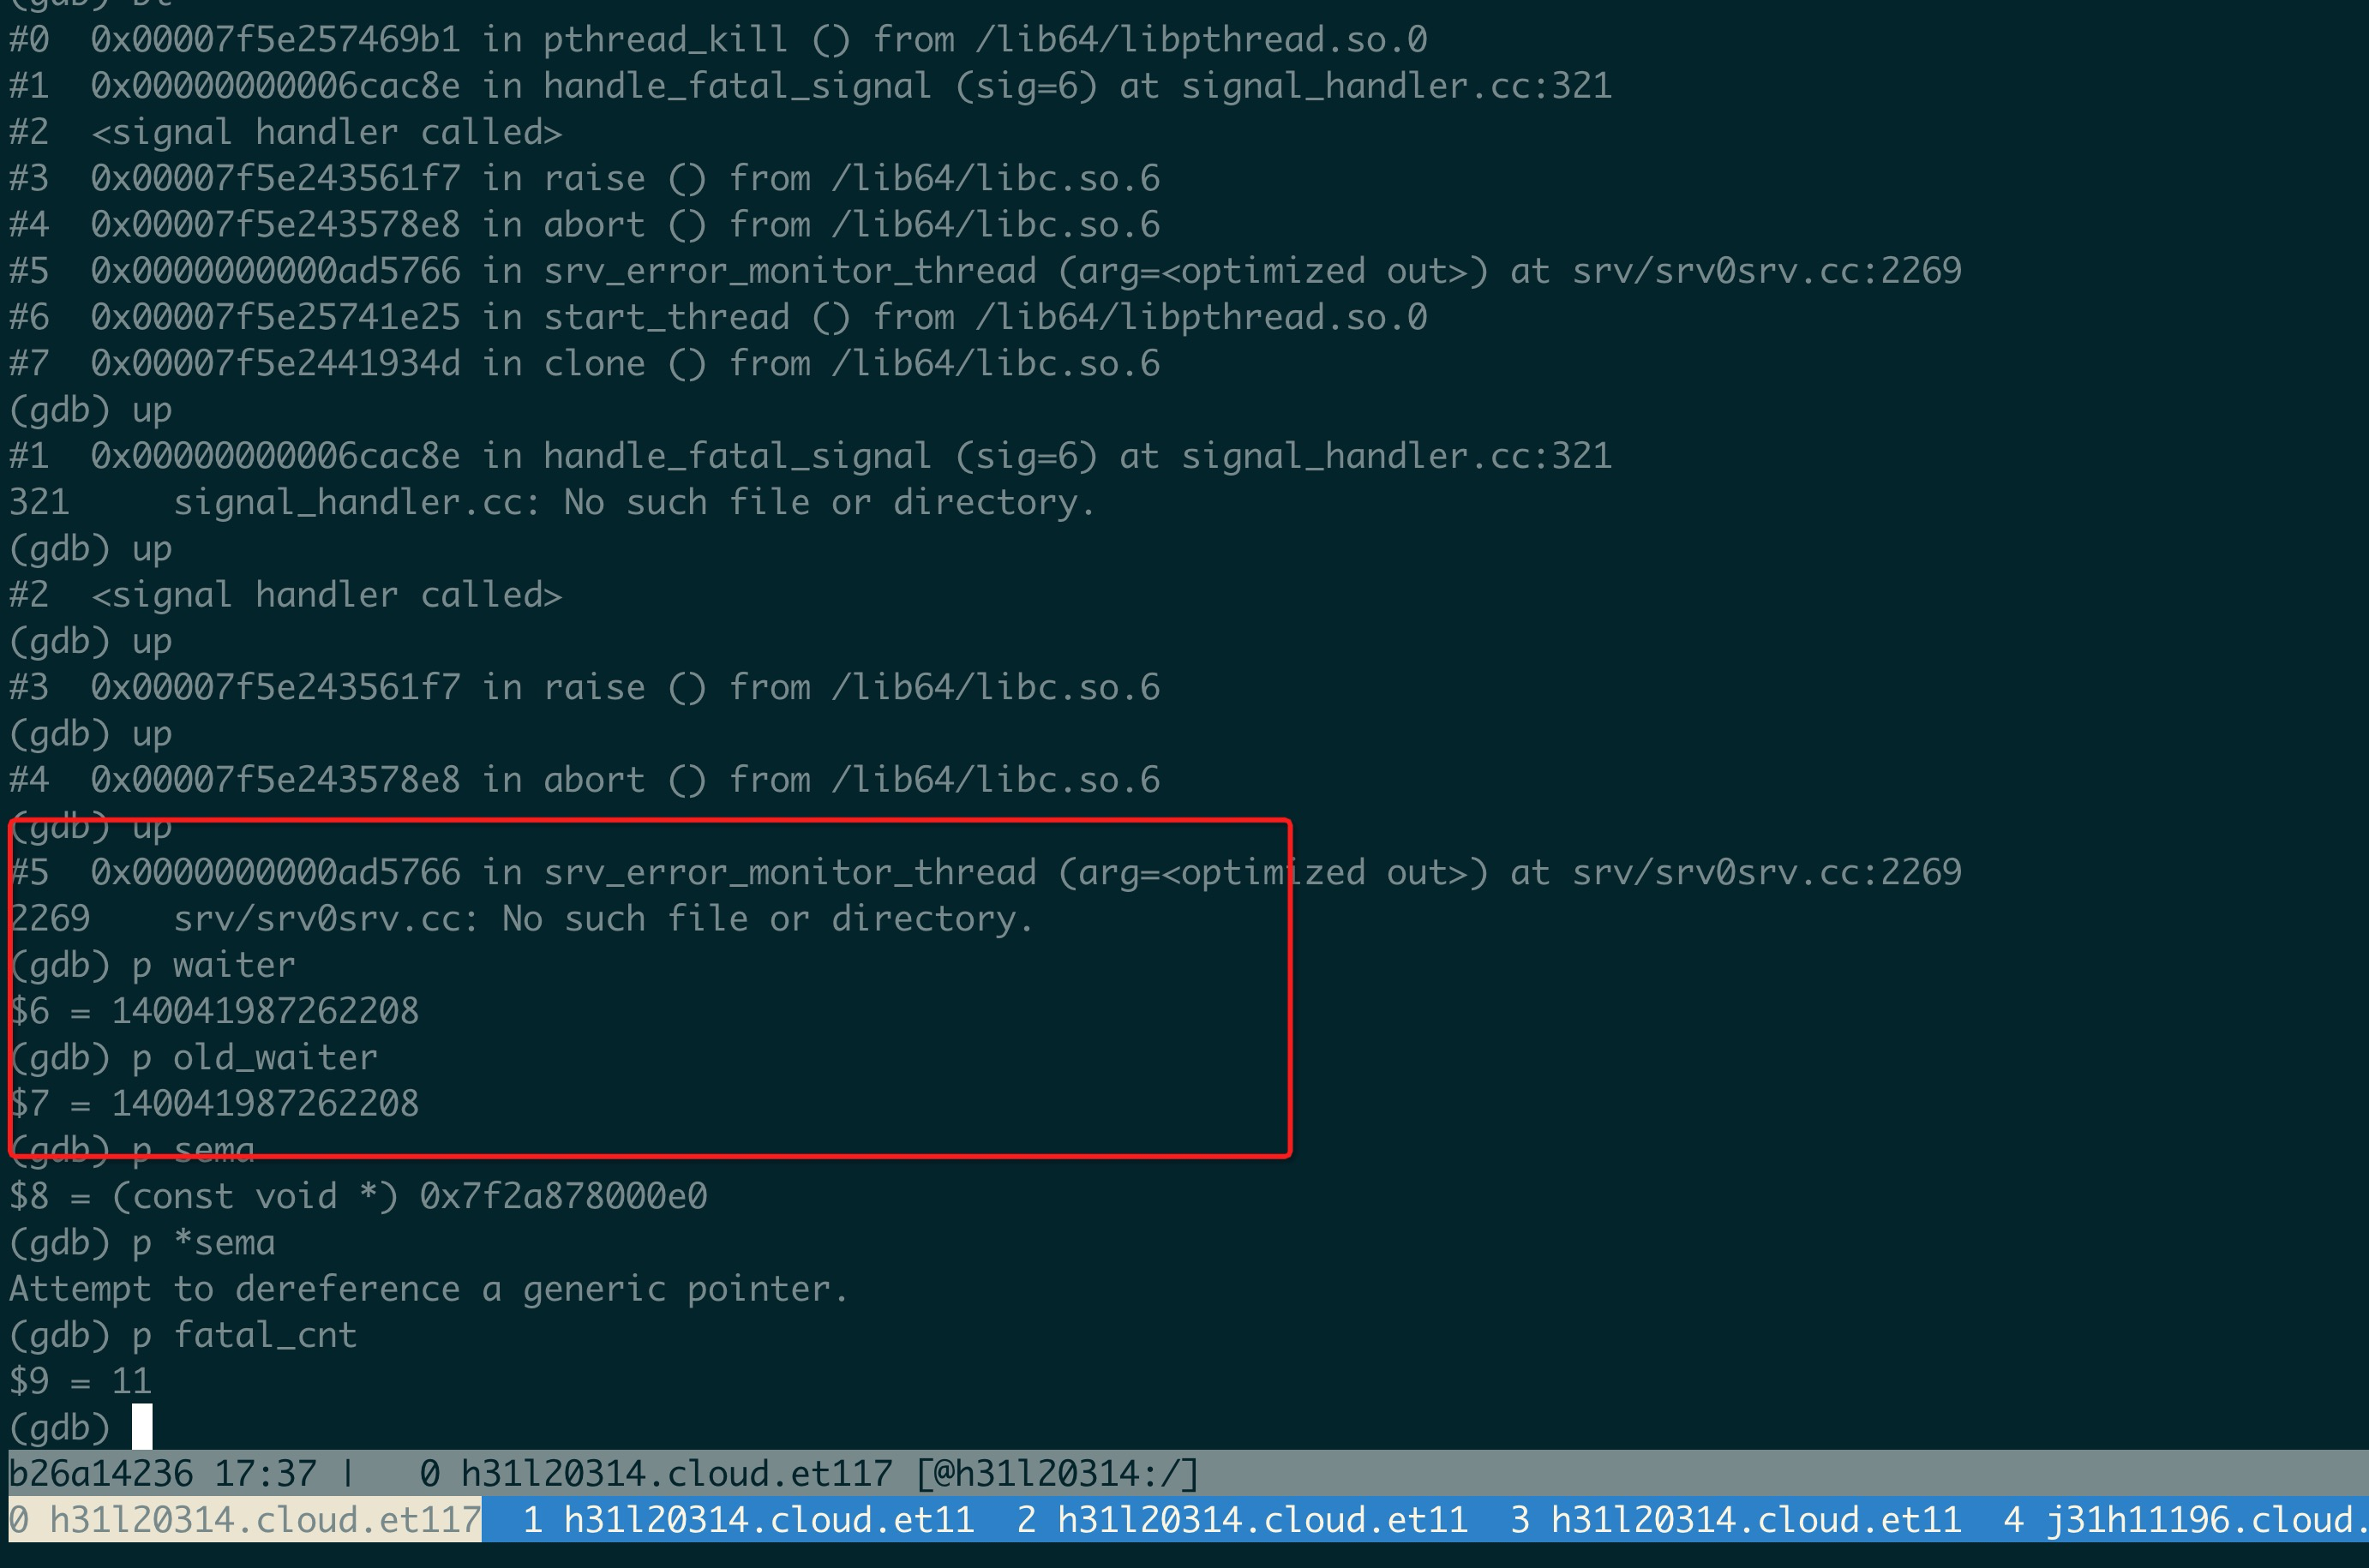 (gdb) bt
#0  0x00007f5e257469b1 in pthread_kill () from /lib64/libpthread.so.0
#1  0x00000000006cac8e in handle_fatal_signal (sig=6) at signal_handler.cc:321
#2  <signal handler called>
#3  0x00007f5e243561f7 in raise () from /lib64/libc.so.6
#4  0x00007f5e243578e8 in abort () from /lib64/libc.so.6
#5  0x0000000000ad5766 in srv_error_monitor_thread (arg=<optimized out>) at srv/srv0srv.cc:2269
#6  0x00007f5e25741e25 in start_thread () from /lib64/libpthread.so.0
#7  0x00007f5e2441934d in clone () from /lib64/libc.so.6
(gdb) up
#1  0x00000000006cac8e in handle_fatal_signal (sig=6) at signal_handler.cc:321
321     signal_handler.cc: No such file or directory.
(gdb) up
#2  <signal handler called>
(gdb) up
#3  0x00007f5e243561f7 in raise () from /lib64/libc.so.6
(gdb) up
#4  0x00007f5e243578e8 in abort () from /lib64/libc.so.6
(gdb) up
#5  0x0000000000ad5766 in srv_error_monitor_thread (arg=<optimized out>) at srv/srv0srv.cc:2269
2269    srv/srv0srv.cc: No such file or directory.
(gdb) p waiter
$6 = 140041987262208
(gdb) p old_waiter
$7 = 140041987262208
(gdb) p sema
$8 = (const void *) 0x7f2a878000e0
(gdb) p *sema
Attempt to dereference a generic pointer.
(gdb) p fatal_cnt
$9 = 11
(gdb)
b26a14236 17:37 |   0 h31l20314.cloud.et117 [@h31l20314:/]
0 h31l20314.cloud.et117  1 h31l20314.cloud.et11  2 h31l20314.cloud.et11  3 h31l20314.cloud.et11  4 j31h11196.cloud.